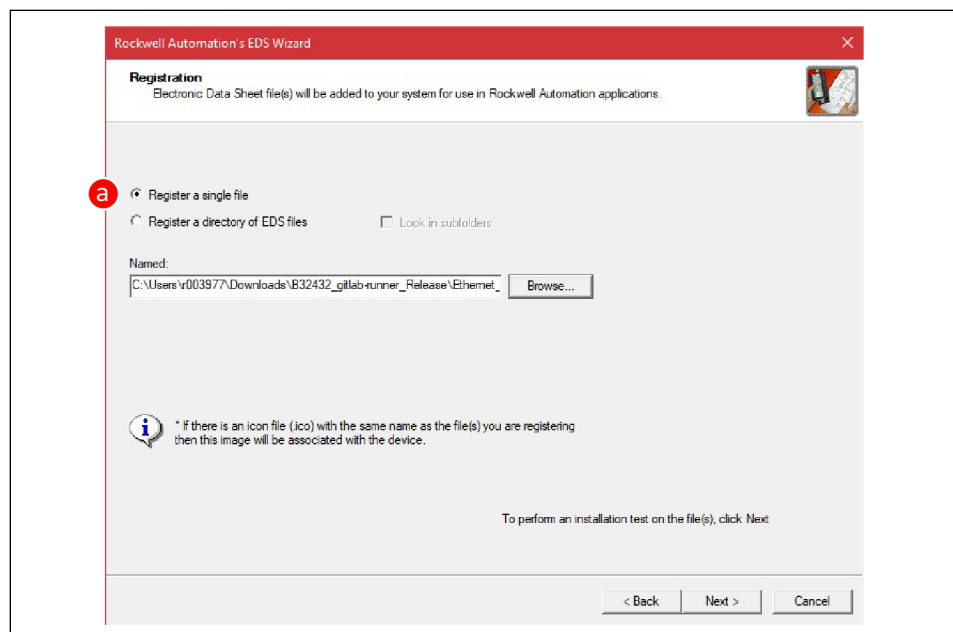 Rockwell Automation's EDS Wizard
Registration
Electronic Data Sheet file(s) will be added to your system for use in Rockwell Automation applications.
a
Register a single file
Register a directory of EDS files
Look in subfolders
Named:
C:\Users\r003977\Downloads\B32432_gitlab-runner_Release\Ethernet_
Browse...
* If there is an icon file (.ico) with the same name as the file(s) you are registering
then this image will be associated with the device.
To perform an installation test on the file(s), click Next
< Back
Next >
Cancel